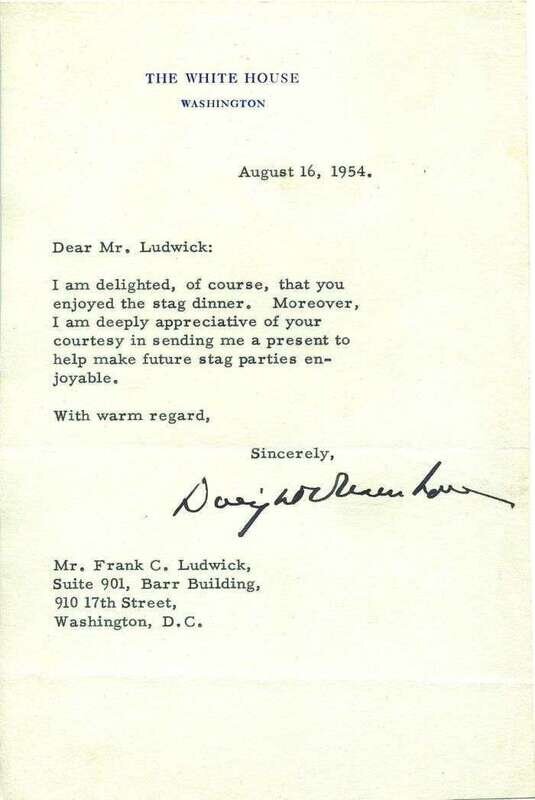 THE WHITE HOUSE
WASHINGTON
August 16, 1954.
Dear Mr. Ludwick:
I am delighted, of course, that you
enjoyed the stag dinner. Moreover,
I am deeply appreciative of your
courtesy in sending me a present to
help make future stag parties en-
joyable.
With warm regard,
Sincerely,
Dwight D Eisenhower
Mr. Frank C. Ludwick,
Suite 901, Barr Building,
910 17th Street,
Washington, D.C.